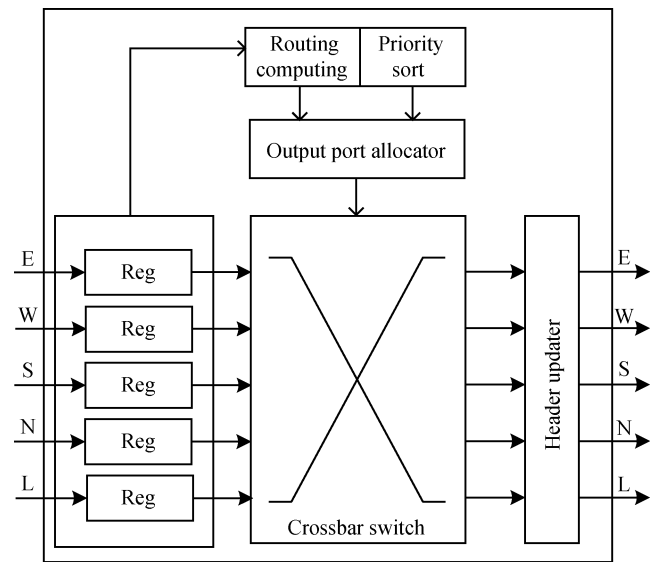 Routing
computing
Priority
sort
Output port allocator
E
Reg
E
W
Reg
W
S
Reg
S
N
Reg
N
L
Reg
L
Crossbar switch
Header updater